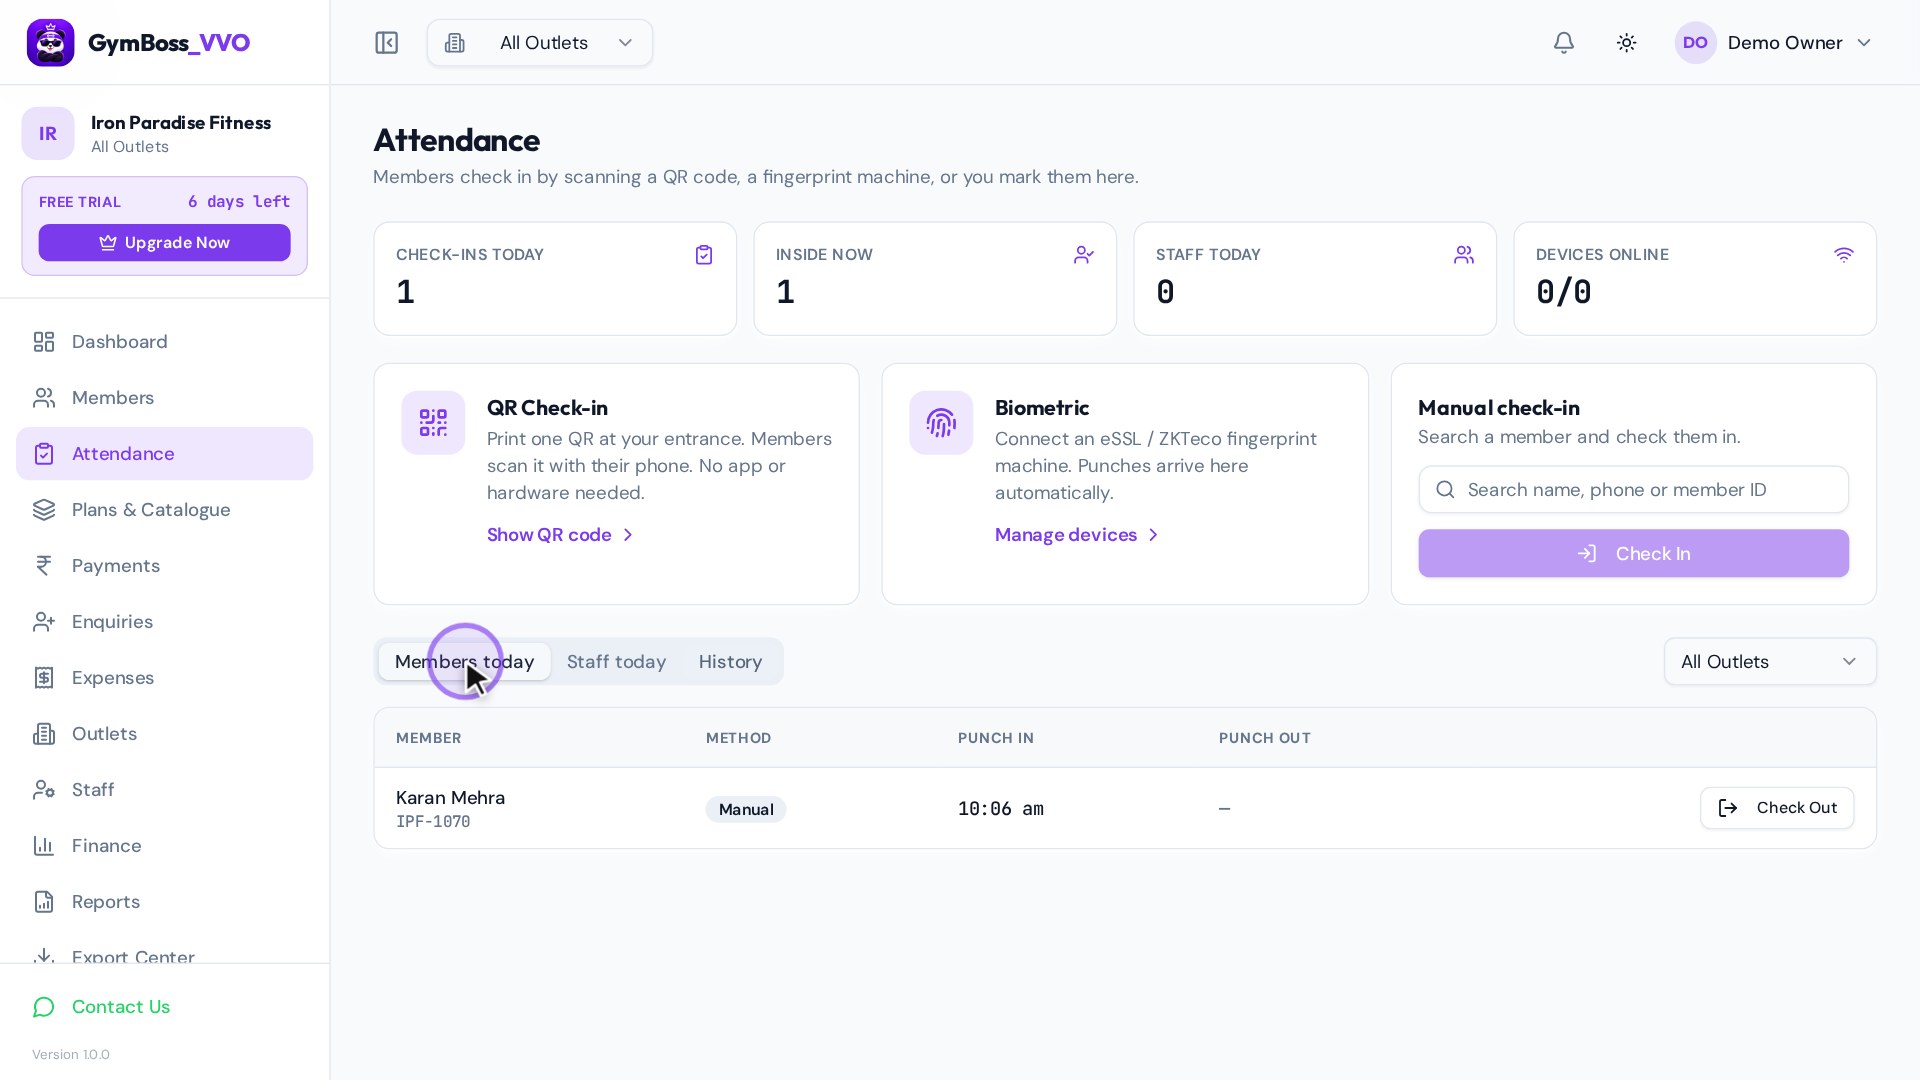 GymBoss_VVO
All Outlets
DO
Demo Owner
IR
Iron Paradise Fitness
All Outlets
FREE TRIAL
6 days left
Upgrade Now
Dashboard
Members
Attendance
Plans & Catalogue
Payments
Enquiries
Expenses
Outlets
Staff
Finance
Reports
Export Center
Contact Us
Version 1.0.0
Attendance
Members check in by scanning a QR code, a fingerprint machine, or you mark them here.
CHECK-INS TODAY
1
INSIDE NOW
1
STAFF TODAY
0
DEVICES ONLINE
0/0
QR Check-in
Print one QR at your entrance. Members
scan it with their phone. No app or
hardware needed.
Show QR code
Biometric
Connect an eSSL / ZKTeco fingerprint
machine. Punches arrive here
automatically.
Manage devices
Manual check-in
Search a member and check them in.
Search name, phone or member ID
Check In
Members today
Staff today
History
All Outlets
MEMBER
METHOD
PUNCH IN
PUNCH OUT
Karan Mehra
IPF-1070
Manual
10:06 am
—
Check Out